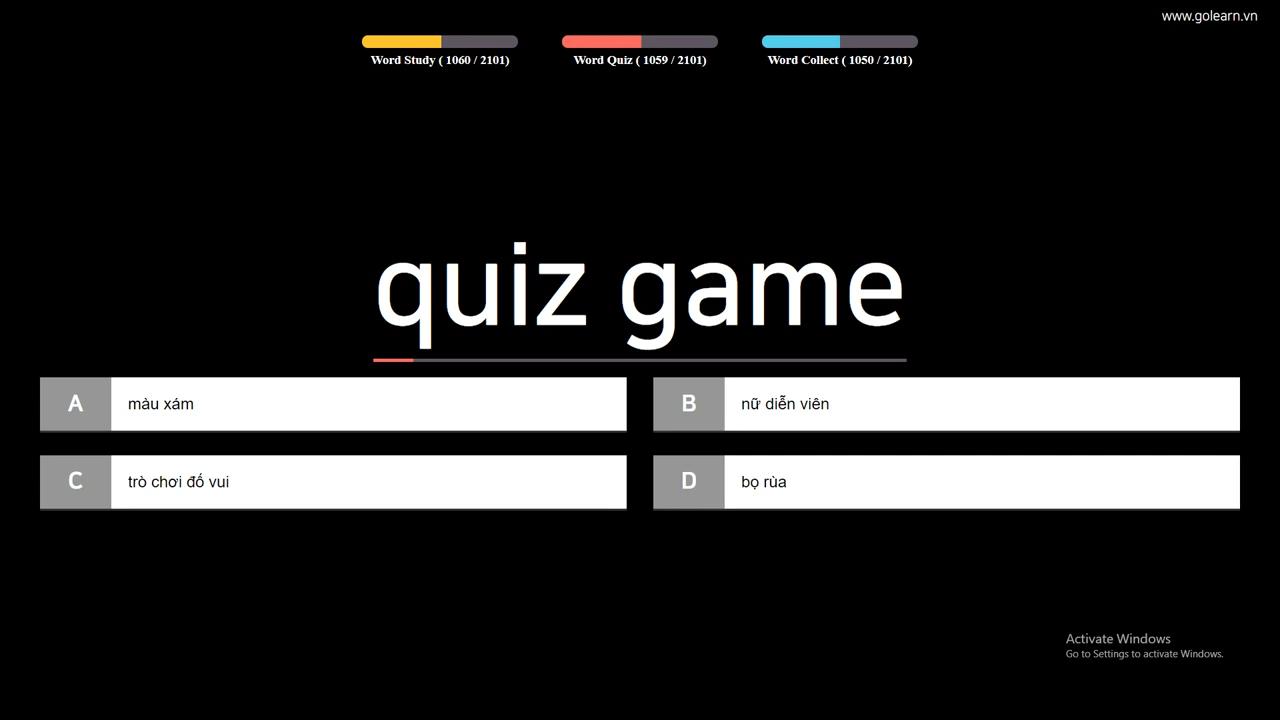 www.golearn.vn
Word Study ( 1060 / 2101)
Word Quiz ( 1059 / 2101)
Word Collect ( 1050 / 2101)
quiz game
A màu xám
B nữ diễn viên
C trò chơi đố vui
D bọ rùa
Activate Windows
Go to Settings to activate Windows.